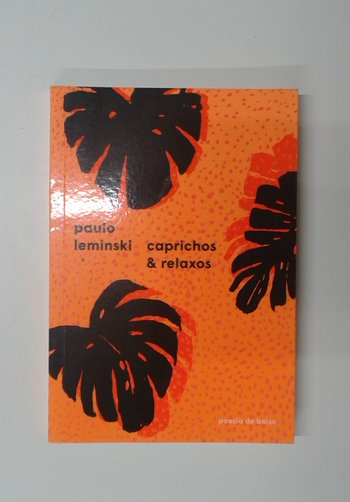 paulo
leminski
caprichos
& relaxos
poesia de bolso